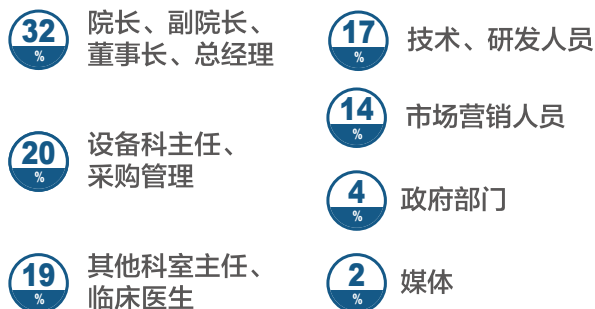 32
%
院长、副院长、
董事长、总经理
20
%
设备科主任、
采购管理
19
%
其他科室主任、
临床医生
17
%
技术、研发人员
14
%
市场营销人员
4
%
政府部门
2
%
媒体